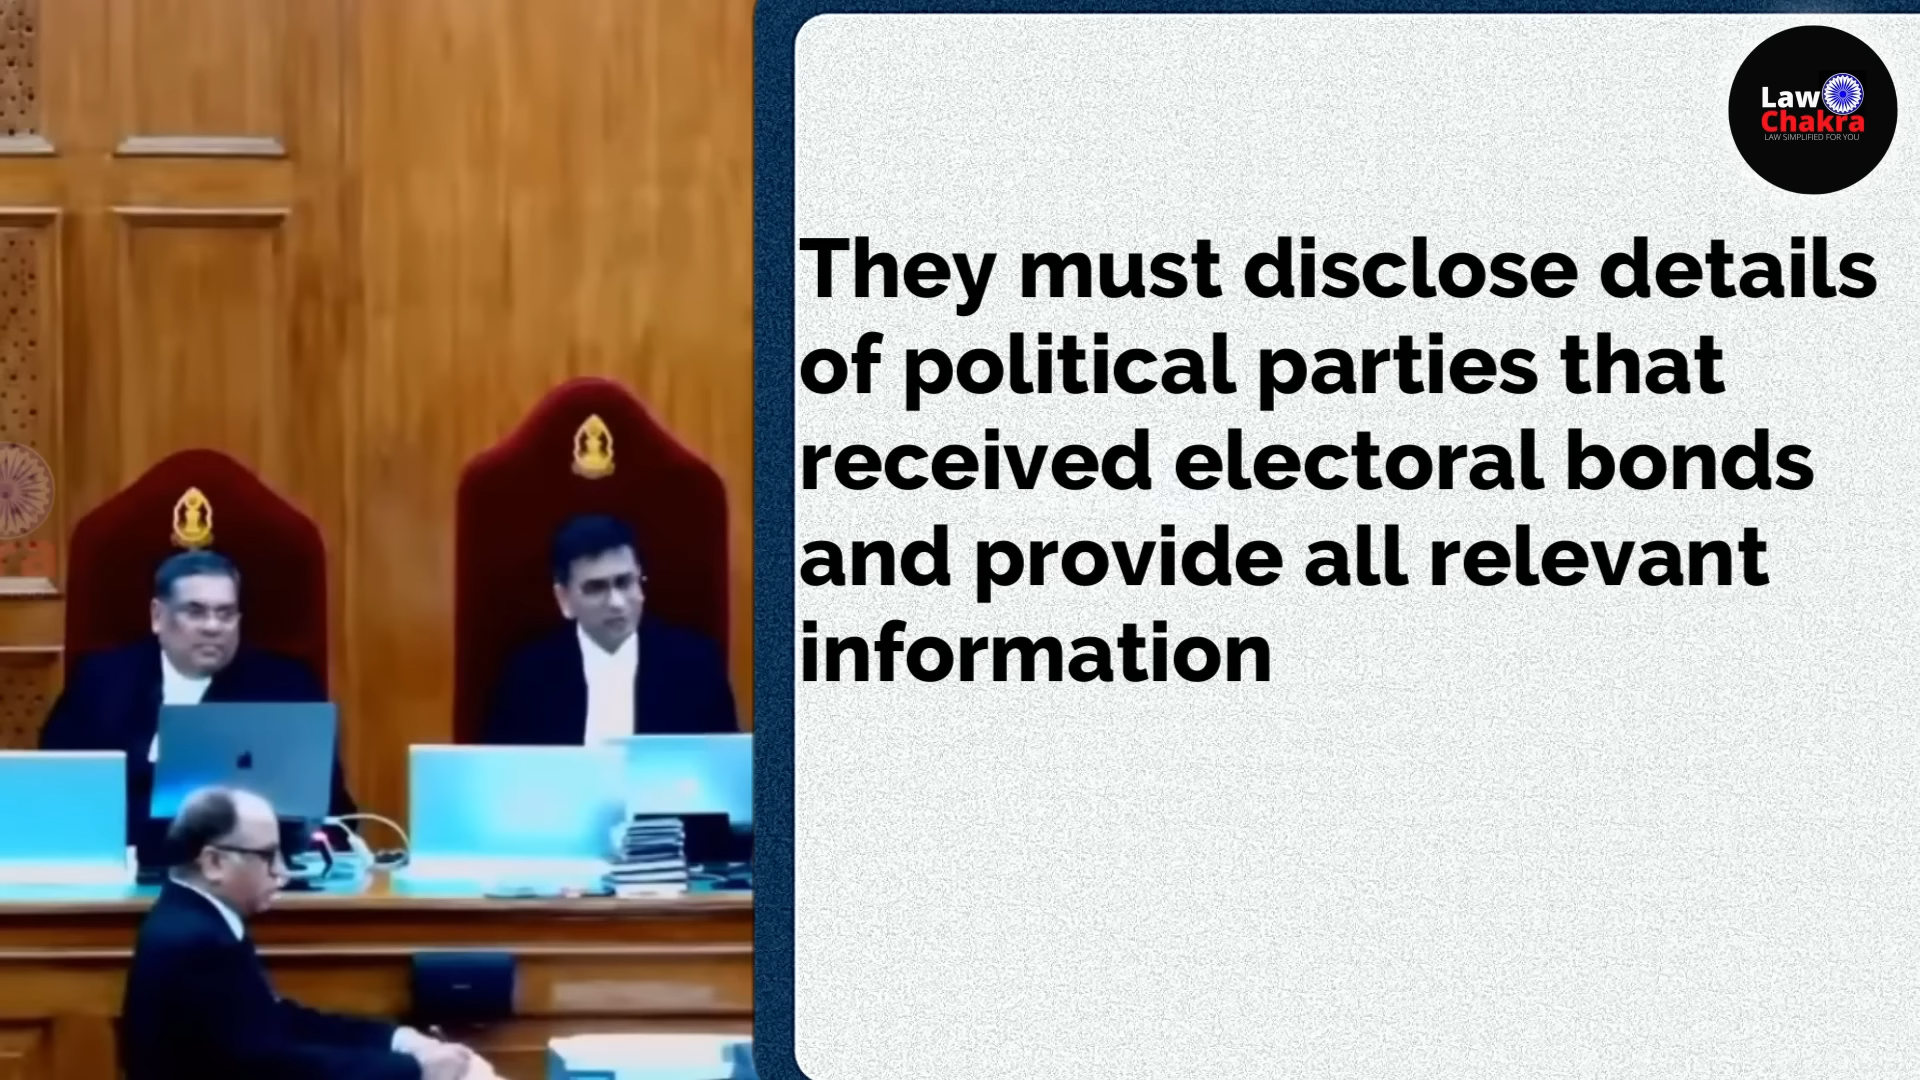 Law
Chakra
LAW SIMPLIFIED FOR YOU
They must disclose details
of political parties that
received electoral bonds
and provide all relevant
information